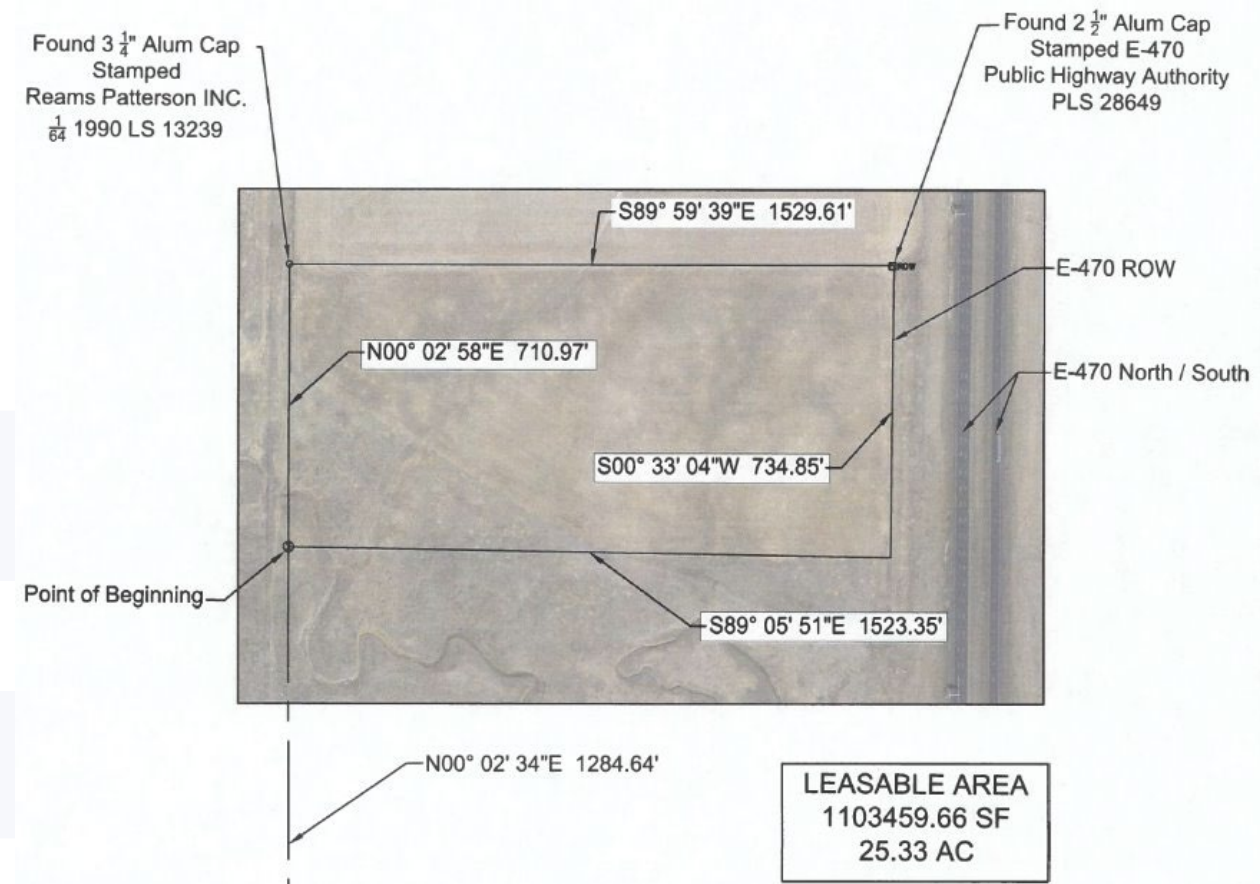 Found 3 1/4" Alum Cap
Stamped
Reams Patterson INC.
1/64 1990 LS 13239
Found 2 1/2" Alum Cap
Stamped E-470
Public Highway Authority
PLS 28649
S89° 59' 39"E 1529.61'
ROW
E-470 ROW
N00° 02' 58"E 710.97'
E-470 North / South
S00° 33' 04"W 734.85'
Point of Beginning
S89° 05' 51"E 1523.35'
N00° 02' 34"E 1284.64'
LEASABLE AREA
1103459.66 SF
25.33 AC